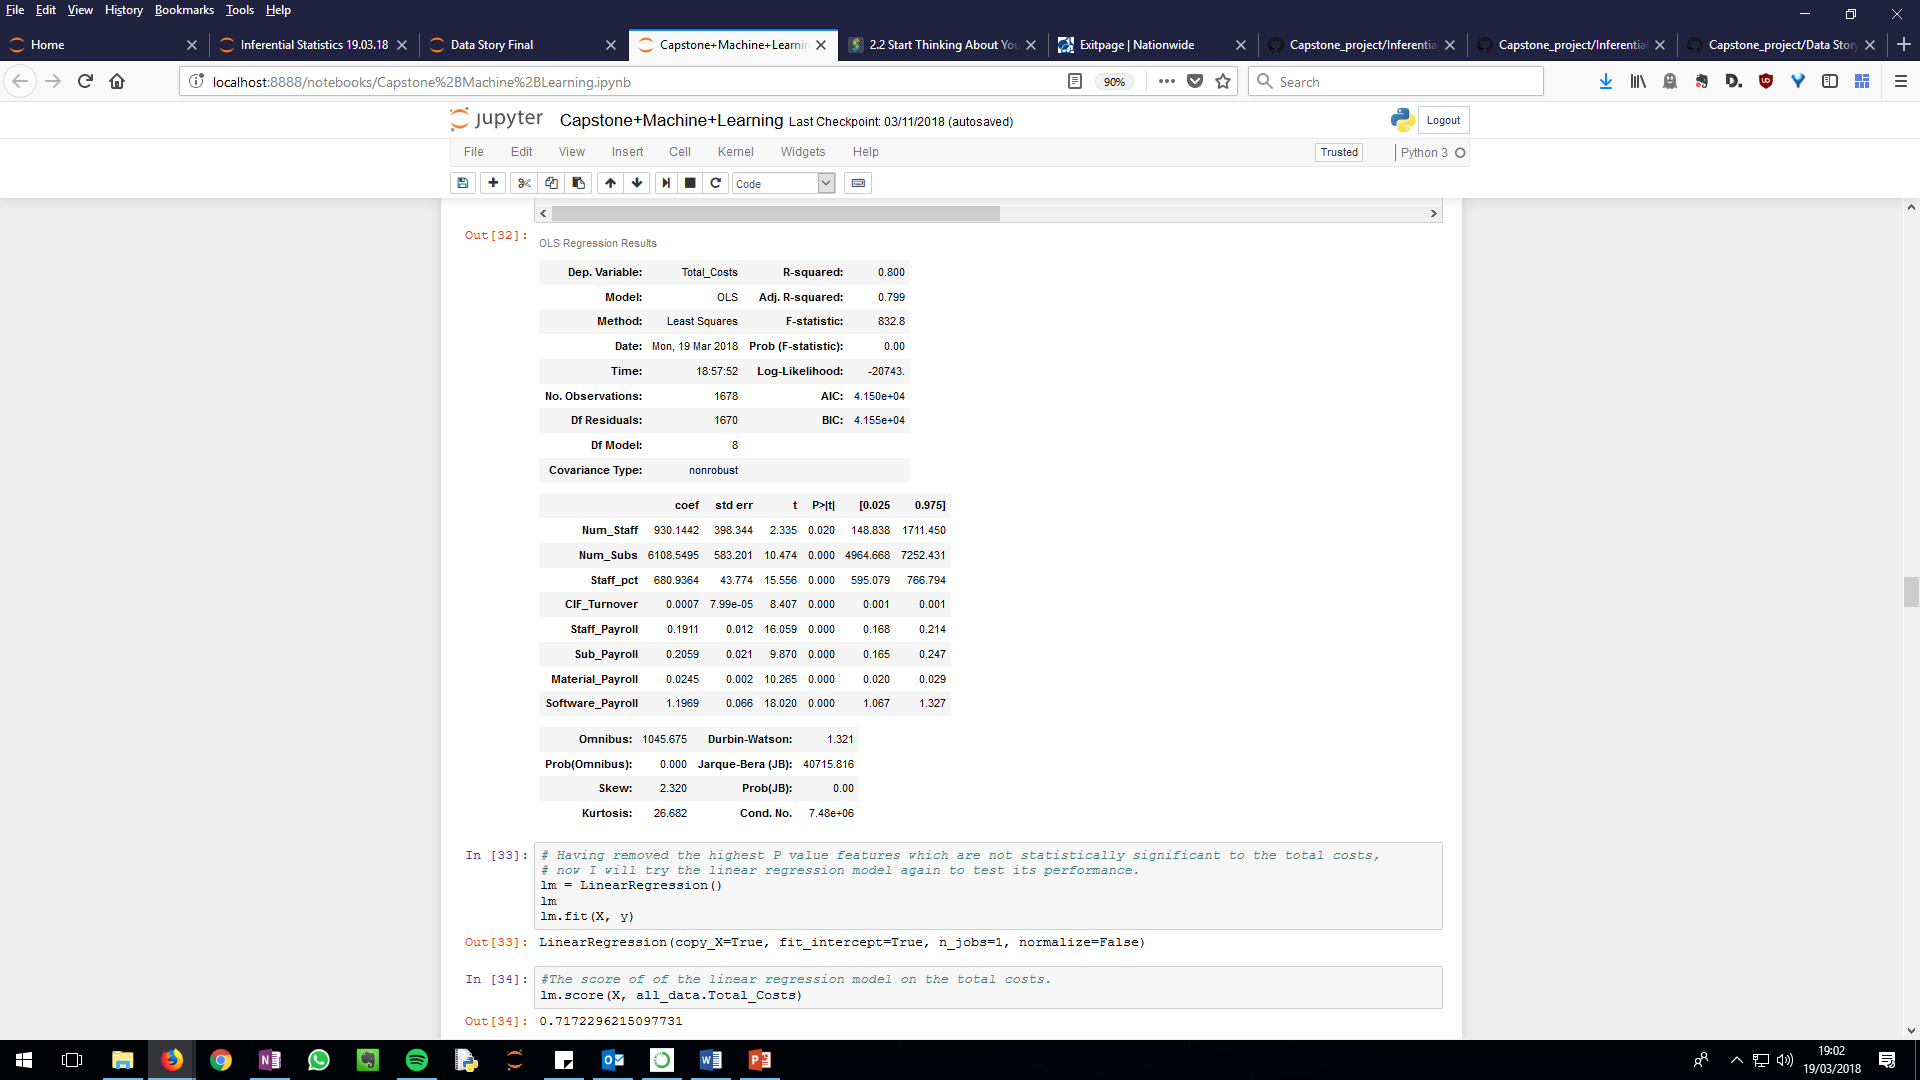 File Edit View History Bookmarks Tools Help
Home
Inferential Statistics 19.03.18
Data Story Final
Capstone+Machine+Learnin
2.2 Start Thinking About You
Exitpage | Nationwide
Capstone_project/Inferential
Capstone_project/Inferential
Capstone_project/Data Story
localhost:8888/notebooks/Capstone%2BMachine%2BLearning.ipynb
90%
Search
jupyter Capstone+Machine+Learning Last Checkpoint: 03/11/2018 (autosaved)
Logout
File Edit View Insert Cell Kernel Widgets Help
Trusted
Python 3
Code
Out[32]:
OLS Regression Results
Dep. Variable: Total_Costs R-squared: 0.800
Model: OLS Adj. R-squared: 0.799
Method: Least Squares F-statistic: 832.8
Date: Mon, 19 Mar 2018 Prob (F-statistic): 0.00
Time: 18:57:52 Log-Likelihood: -20743.
No. Observations: 1678 AIC: 4.150e+04
Df Residuals: 1670 BIC: 4.155e+04
Df Model: 8
Covariance Type: nonrobust
coef std err t P>|t| [0.025 0.975]
Num_Staff 930.1442 398.344 2.335 0.020 148.838 1711.450
Num_Subs 6108.5495 583.201 10.474 0.000 4964.668 7252.431
Staff_pct 680.9364 43.774 15.556 0.000 595.079 766.794
CIF_Turnover 0.0007 7.99e-05 8.407 0.000 0.001 0.001
Staff_Payroll 0.1911 0.012 16.059 0.000 0.168 0.214
Sub_Payroll 0.2059 0.021 9.870 0.000 0.165 0.247
Material_Payroll 0.0245 0.002 10.265 0.000 0.020 0.029
Software_Payroll 1.1969 0.066 18.020 0.000 1.067 1.327
Omnibus: 1045.675 Durbin-Watson: 1.321
Prob(Omnibus): 0.000 Jarque-Bera (JB): 40715.816
Skew: 2.320 Prob(JB): 0.00
Kurtosis: 26.682 Cond. No. 7.48e+06
In [33]:
# Having removed the highest P value features which are not statistically significant to the total costs,
# now I will try the linear regression model again to test its performance.
lm = LinearRegression()
lm
lm.fit(X, y)
Out[33]: LinearRegression(copy_X=True, fit_intercept=True, n_jobs=1, normalize=False)
In [34]:
#The score of of the linear regression model on the total costs.
lm.score(X, all_data.Total_Costs)
Out[34]: 0.7172296215097731
19:02
19/03/2018